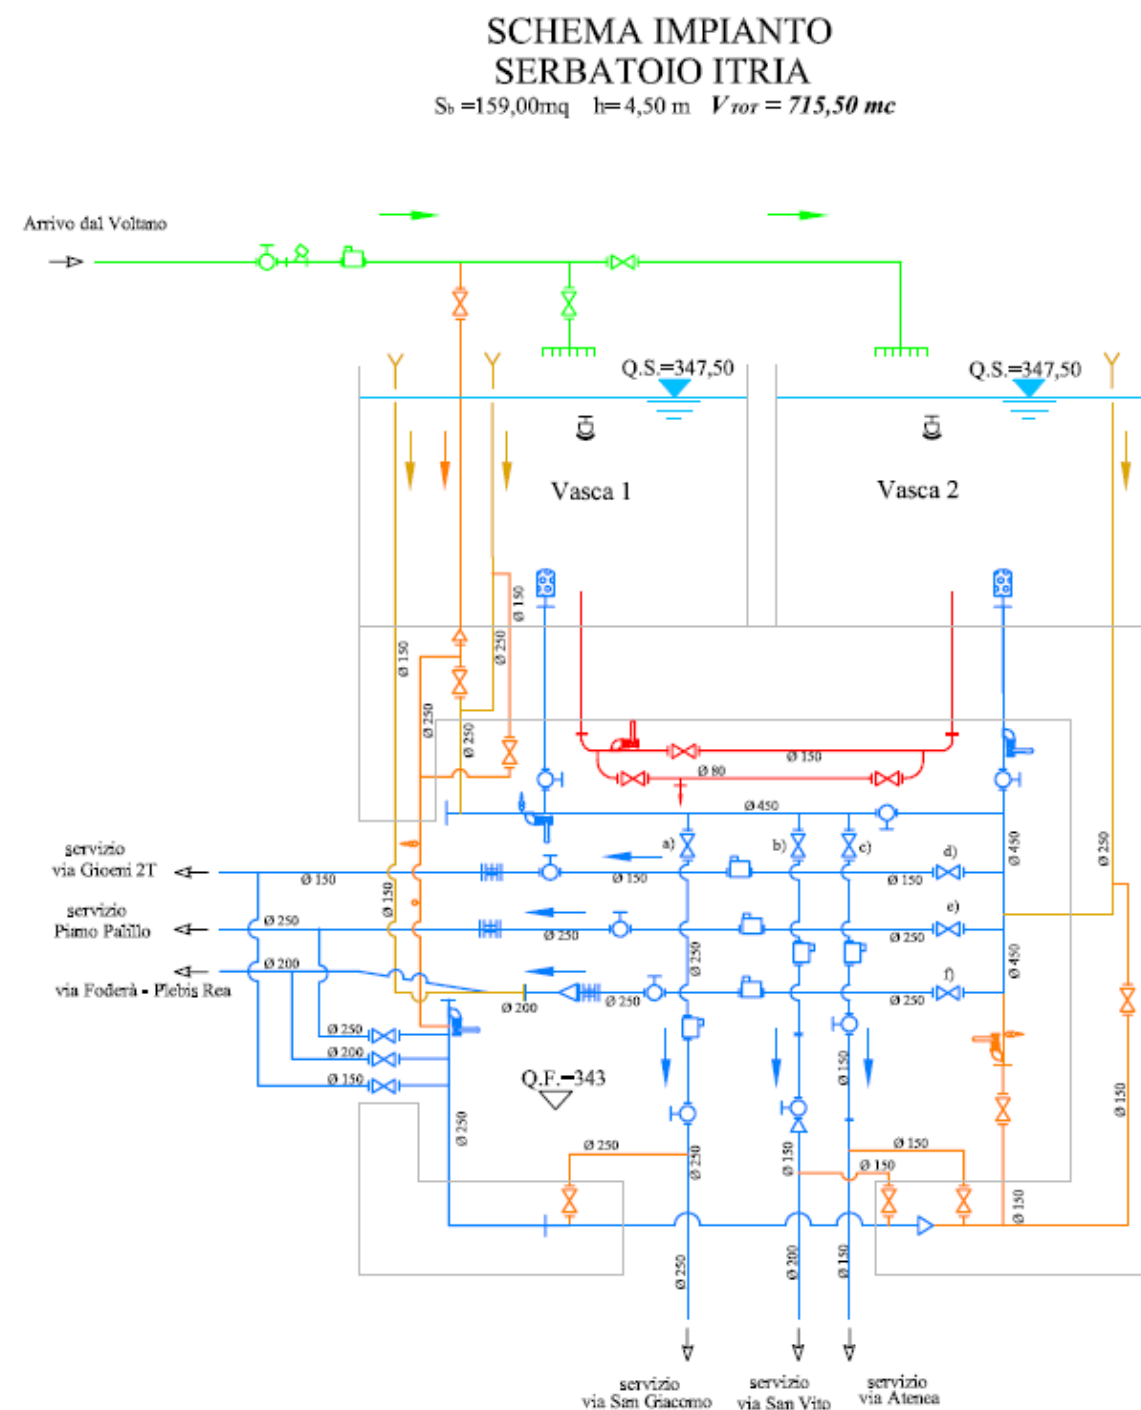 SCHEMA IMPIANTO
SERBATOIO ITRIA
Sb =159,00mq h= 4,50 m VTOT = 715,50 mc
Arrivo dal Voltano
Q.S.=347,50
Q.S.=347,50
Vasca 1
Vasca 2
Ø 150
Ø 250
Ø 150
Ø 250
Ø 250
Ø 150
Ø 80
Ø 450
a)
b)
c)
d)
Ø 450
Ø 250
servizio
via Gioeni 2T
Ø 150
Ø 150
Ø 150
Ø 150
servizio
Piano Palillo
Ø 250
Ø 250
Ø 250
e)
Ø 250
Ø 450
Ø 200
via Foderà - Plebis Rea
Ø 200
Ø 250
Ø 250
f)
Ø 250
Ø 200
Ø 150
Q.F.=343
Ø 150
Ø 150
Ø 250
Ø 250
Ø 250
Ø 150
Ø 150
Ø 150
Ø 150
Ø 250
Ø 200
Ø 150
servizio
via San Giacomo
servizio
via San Vito
servizio
via Atenea